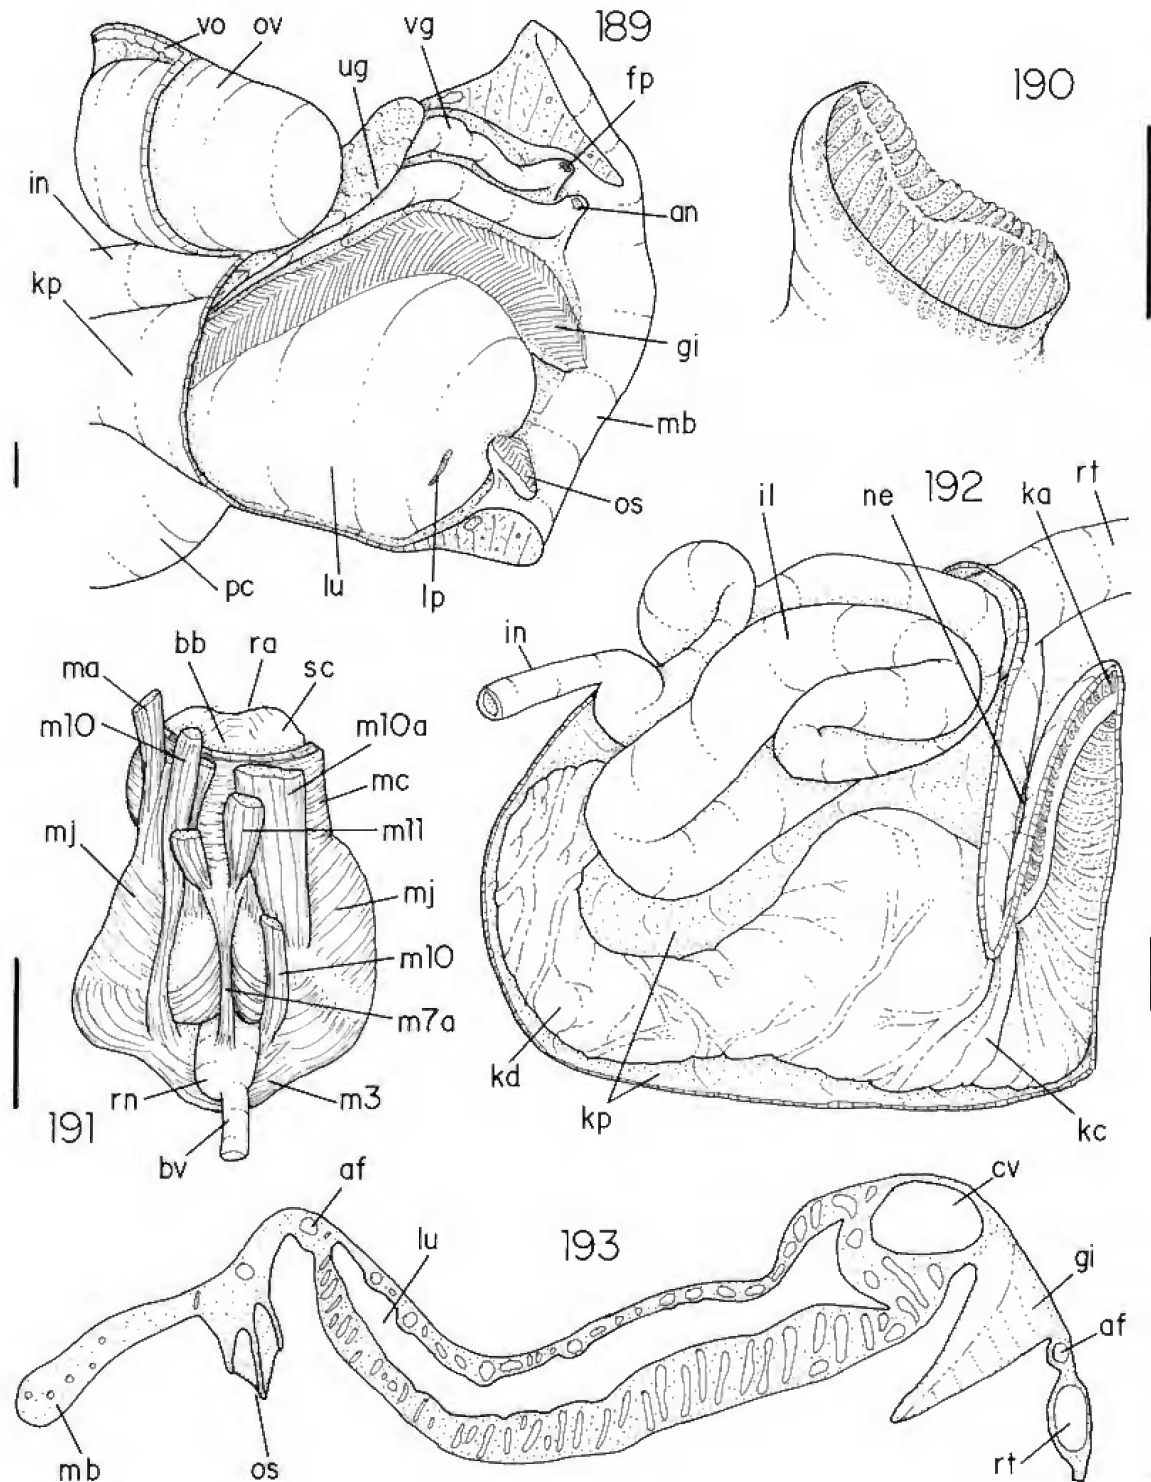 189
vo
ov
vg
ug
fp
in
an
kp
gi
mb
os
pc
lu
lp
190
191
ma
bb
ra
sc
m10
m10a
mc
m11
mj
mj
m10
m7a
rn
m3
bv
192
ne
ka
rt
il
in
kd
kp
kc
193
af
lu
cv
gi
af
mb
os
rt